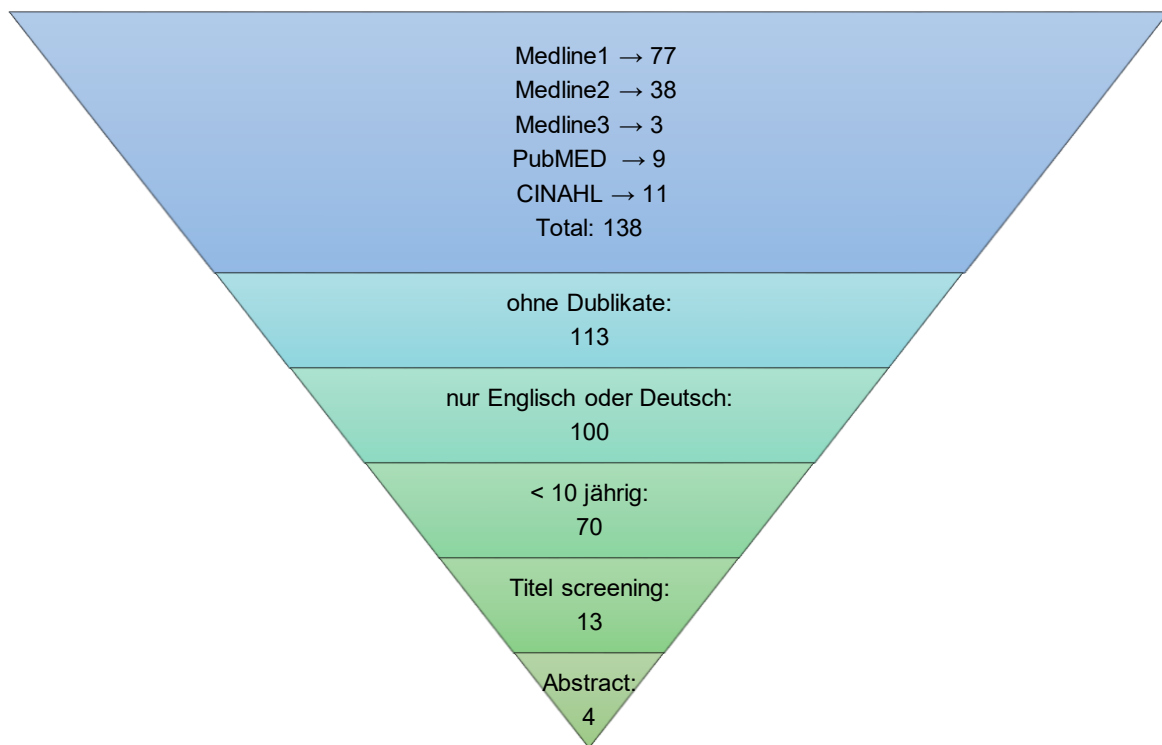 Medline1 → 77
Medline2 → 38
Medline3 → 3
PubMED → 9
CINAHL → 11
Total: 138
ohne Dublikate:
113
nur Englisch oder Deutsch:
100
< 10 jährig:
70
Titel screening:
13
Abstract:
4